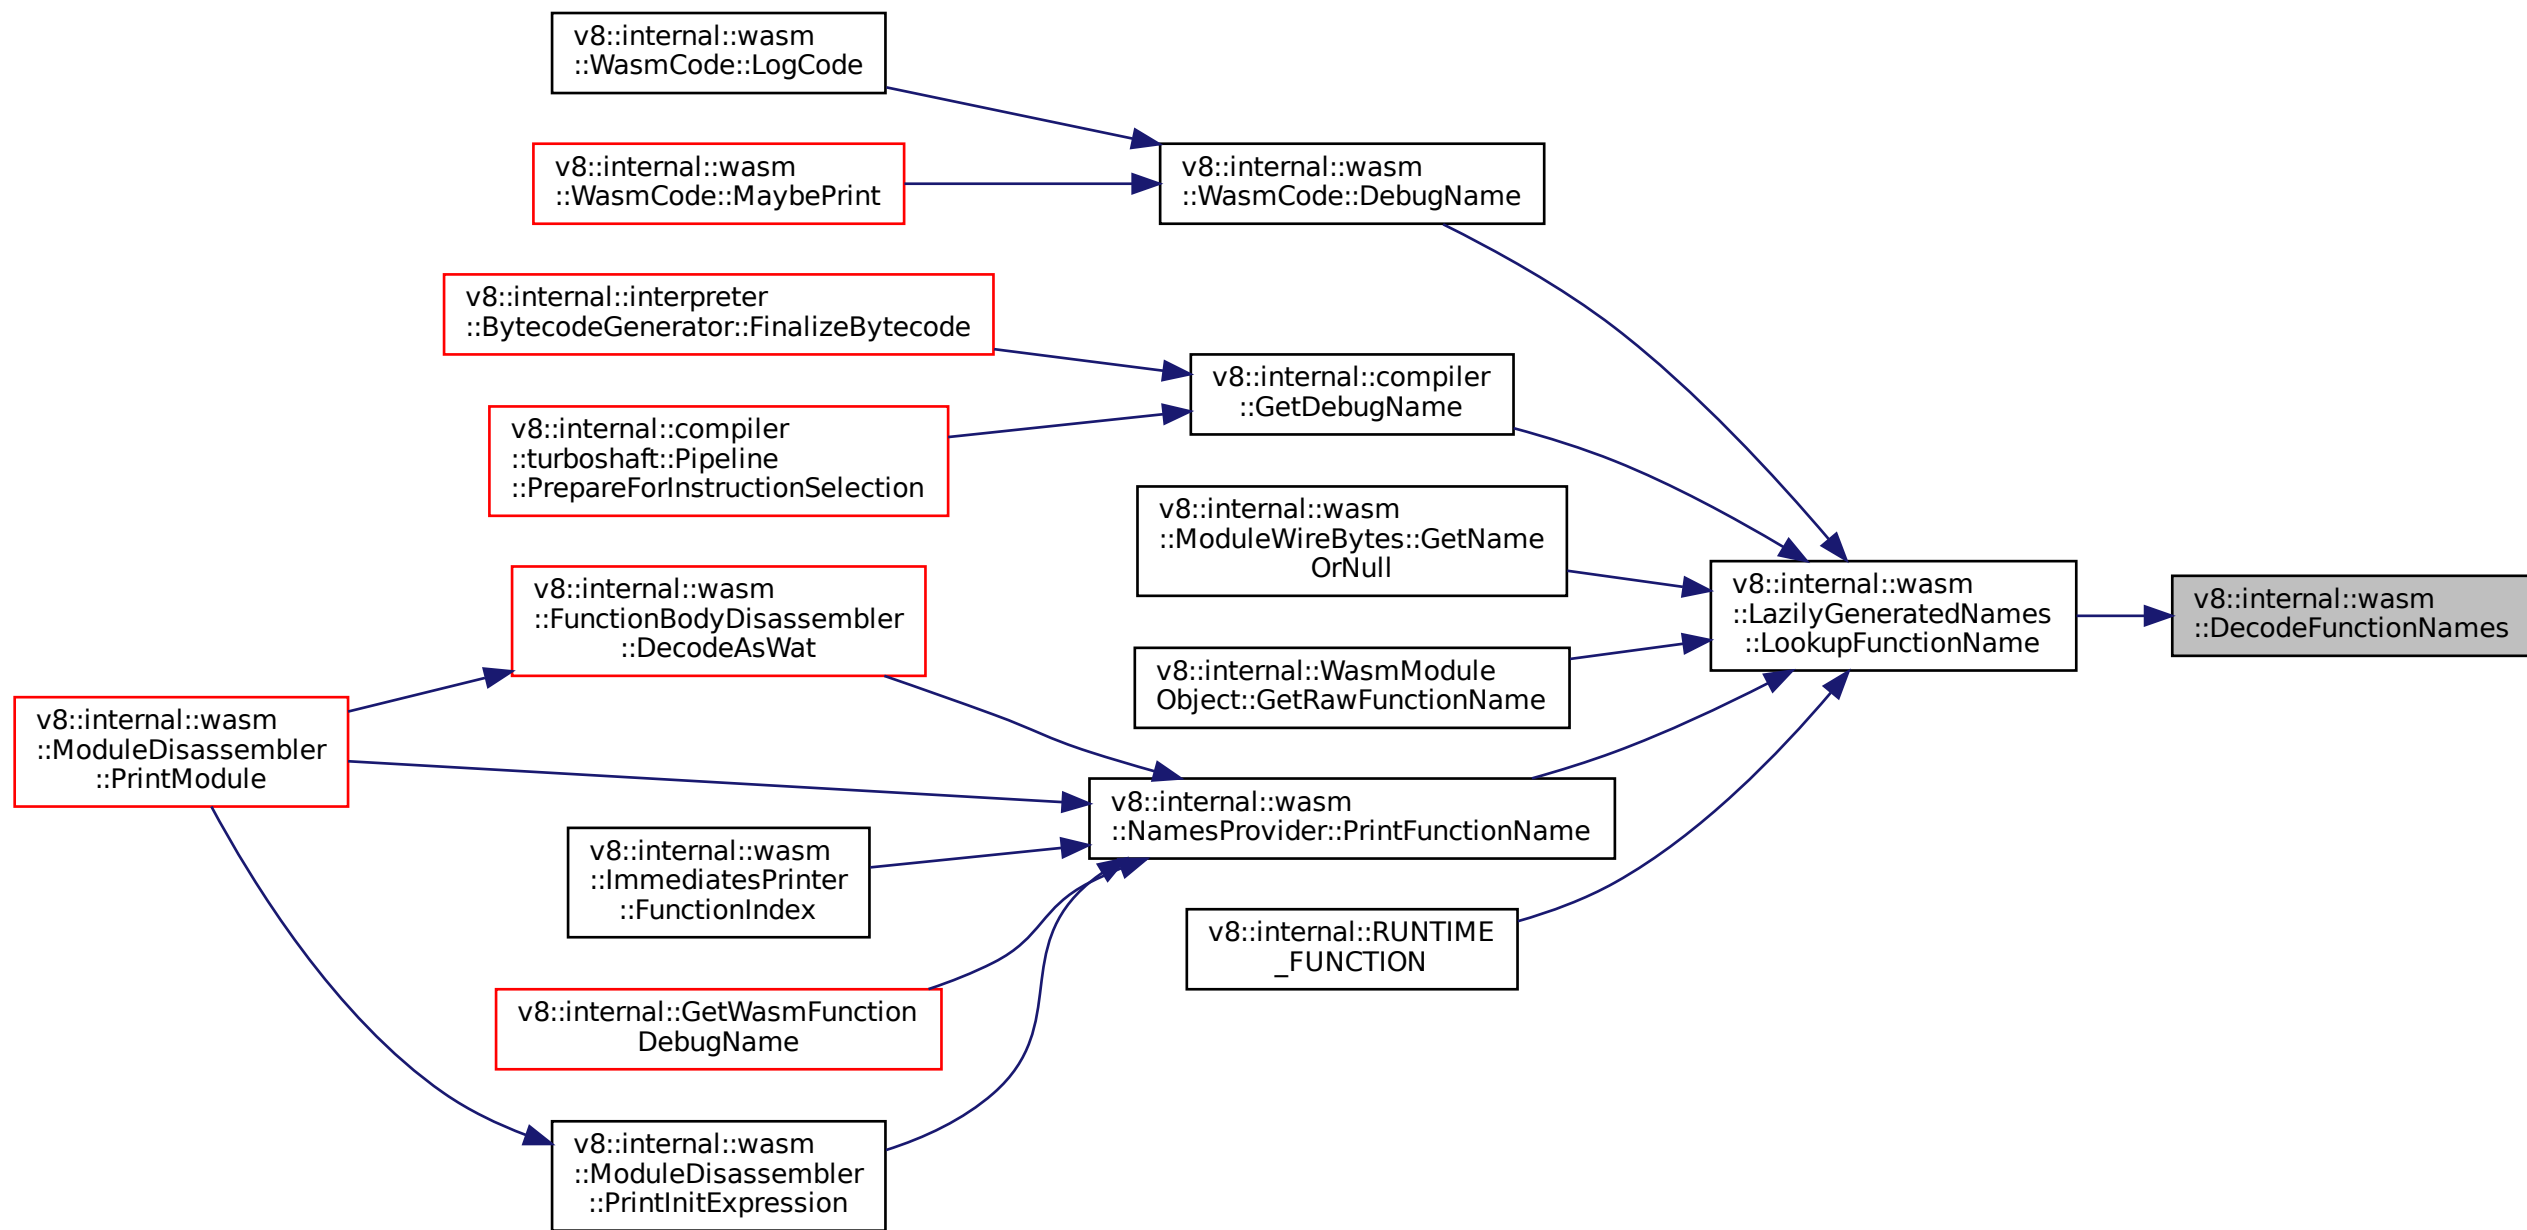 v8::internal::wasm
::WasmCode::LogCode
v8::internal::wasm
::WasmCode::MaybePrint
v8::internal::wasm
::WasmCode::DebugName
v8::internal::interpreter
::BytecodeGenerator::FinalizeBytecode
v8::internal::compiler
::GetDebugName
v8::internal::compiler
::turboshaft::Pipeline
::PrepareForInstructionSelection
v8::internal::wasm
::ModuleWireBytes::GetName
OrNull
v8::internal::wasm
::FunctionBodyDisassembler
::DecodeAsWat
v8::internal::wasm
::LazilyGeneratedNames
::LookupFunctionName
v8::internal::wasm
::DecodeFunctionNames
v8::internal::WasmModule
Object::GetRawFunctionName
v8::internal::wasm
::ModuleDisassembler
::PrintModule
v8::internal::wasm
::NamesProvider::PrintFunctionName
v8::internal::wasm
::ImmediatesPrinter
::FunctionIndex
v8::internal::RUNTIME
_FUNCTION
v8::internal::GetWasmFunction
DebugName
v8::internal::wasm
::ModuleDisassembler
::PrintInitExpression